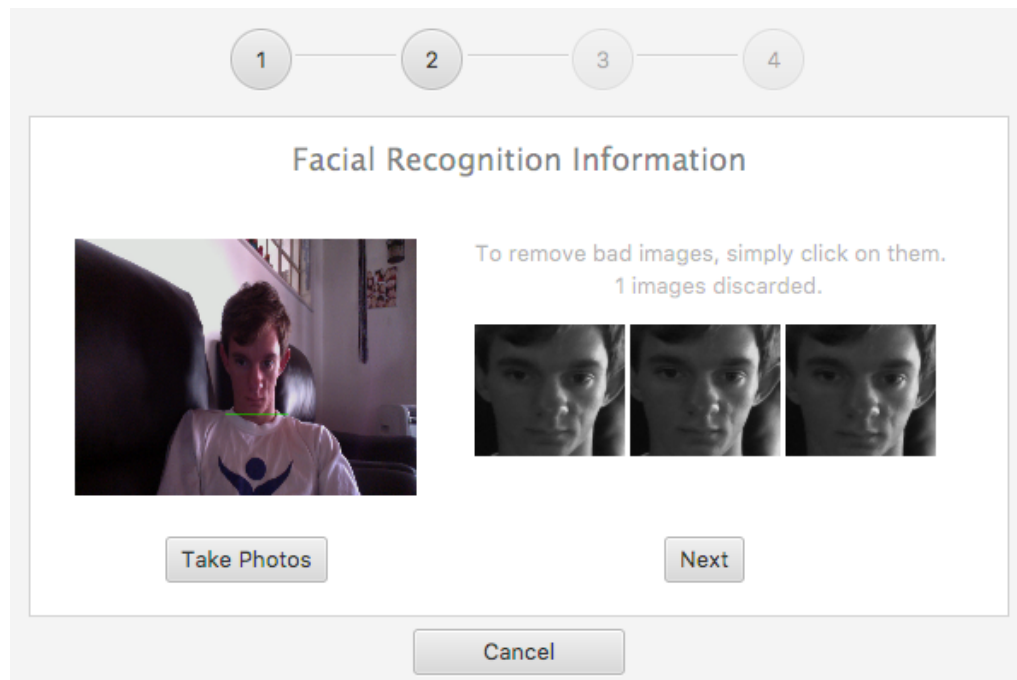 1
2
3
4
Facial Recognition Information
To remove bad images, simply click on them.
1 images discarded.
Take Photos
Next
Cancel